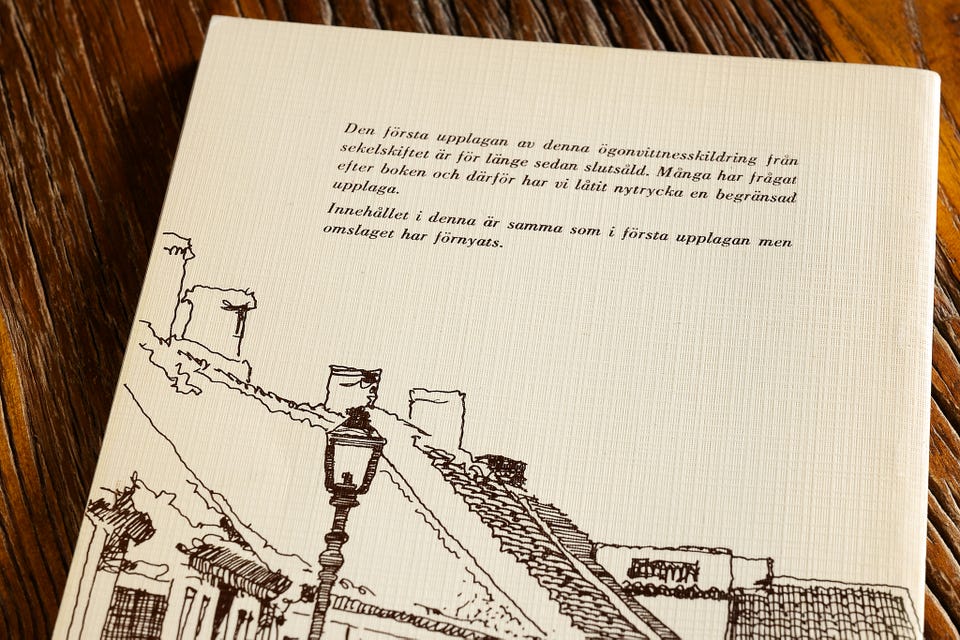 Den första upplagan av denna ögonvittnesskildring från
sekelskiftet är för länge sedan slutsåld. Många har frågat
efter boken och därför har vi låtit nytrycka en begränsad
upplaga.
Innehållet i denna är samma som i första upplagan men
omslaget har förnyats.